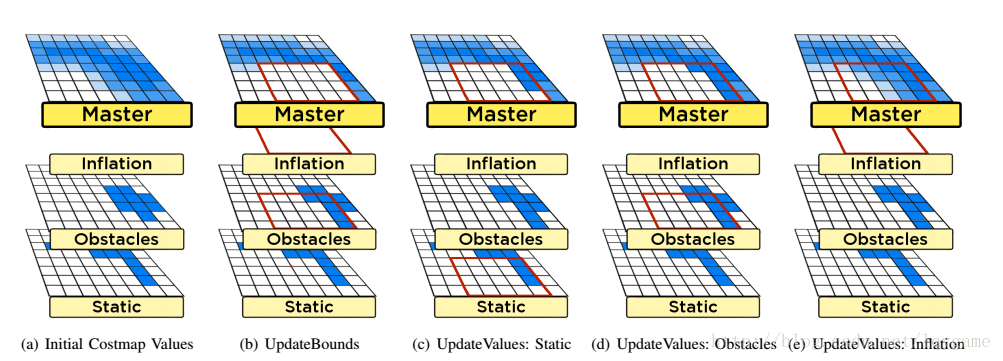 Master Master Master Master Master
Inflation Inflation Inflation Inflation Inflation
Obstacles Obstacles Obstacles Obstacles Obstacles
Static Static Static Static Static
(a) Initial Costmap Values (b) UpdateBounds (c) UpdateValues: Static (d) UpdateValues: Obstacles (e) UpdateValues: Inflation